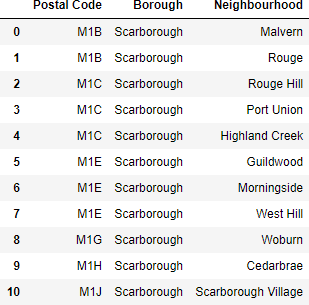 Postal Code Borough Neighbourhood
0 M1B Scarborough Malvern
1 M1B Scarborough Rouge
2 M1C Scarborough Rouge Hill
3 M1C Scarborough Port Union
4 M1C Scarborough Highland Creek
5 M1E Scarborough Guildwood
6 M1E Scarborough Morningside
7 M1E Scarborough West Hill
8 M1G Scarborough Woburn
9 M1H Scarborough Cedarbrae
10 M1J Scarborough Scarborough Village